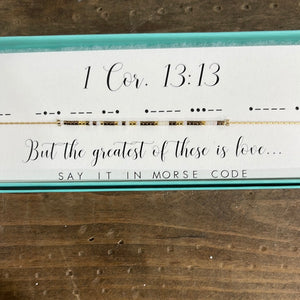 1 Cor. 13:13
But the greatest of these is love...
SAY IT IN MORSE CODE